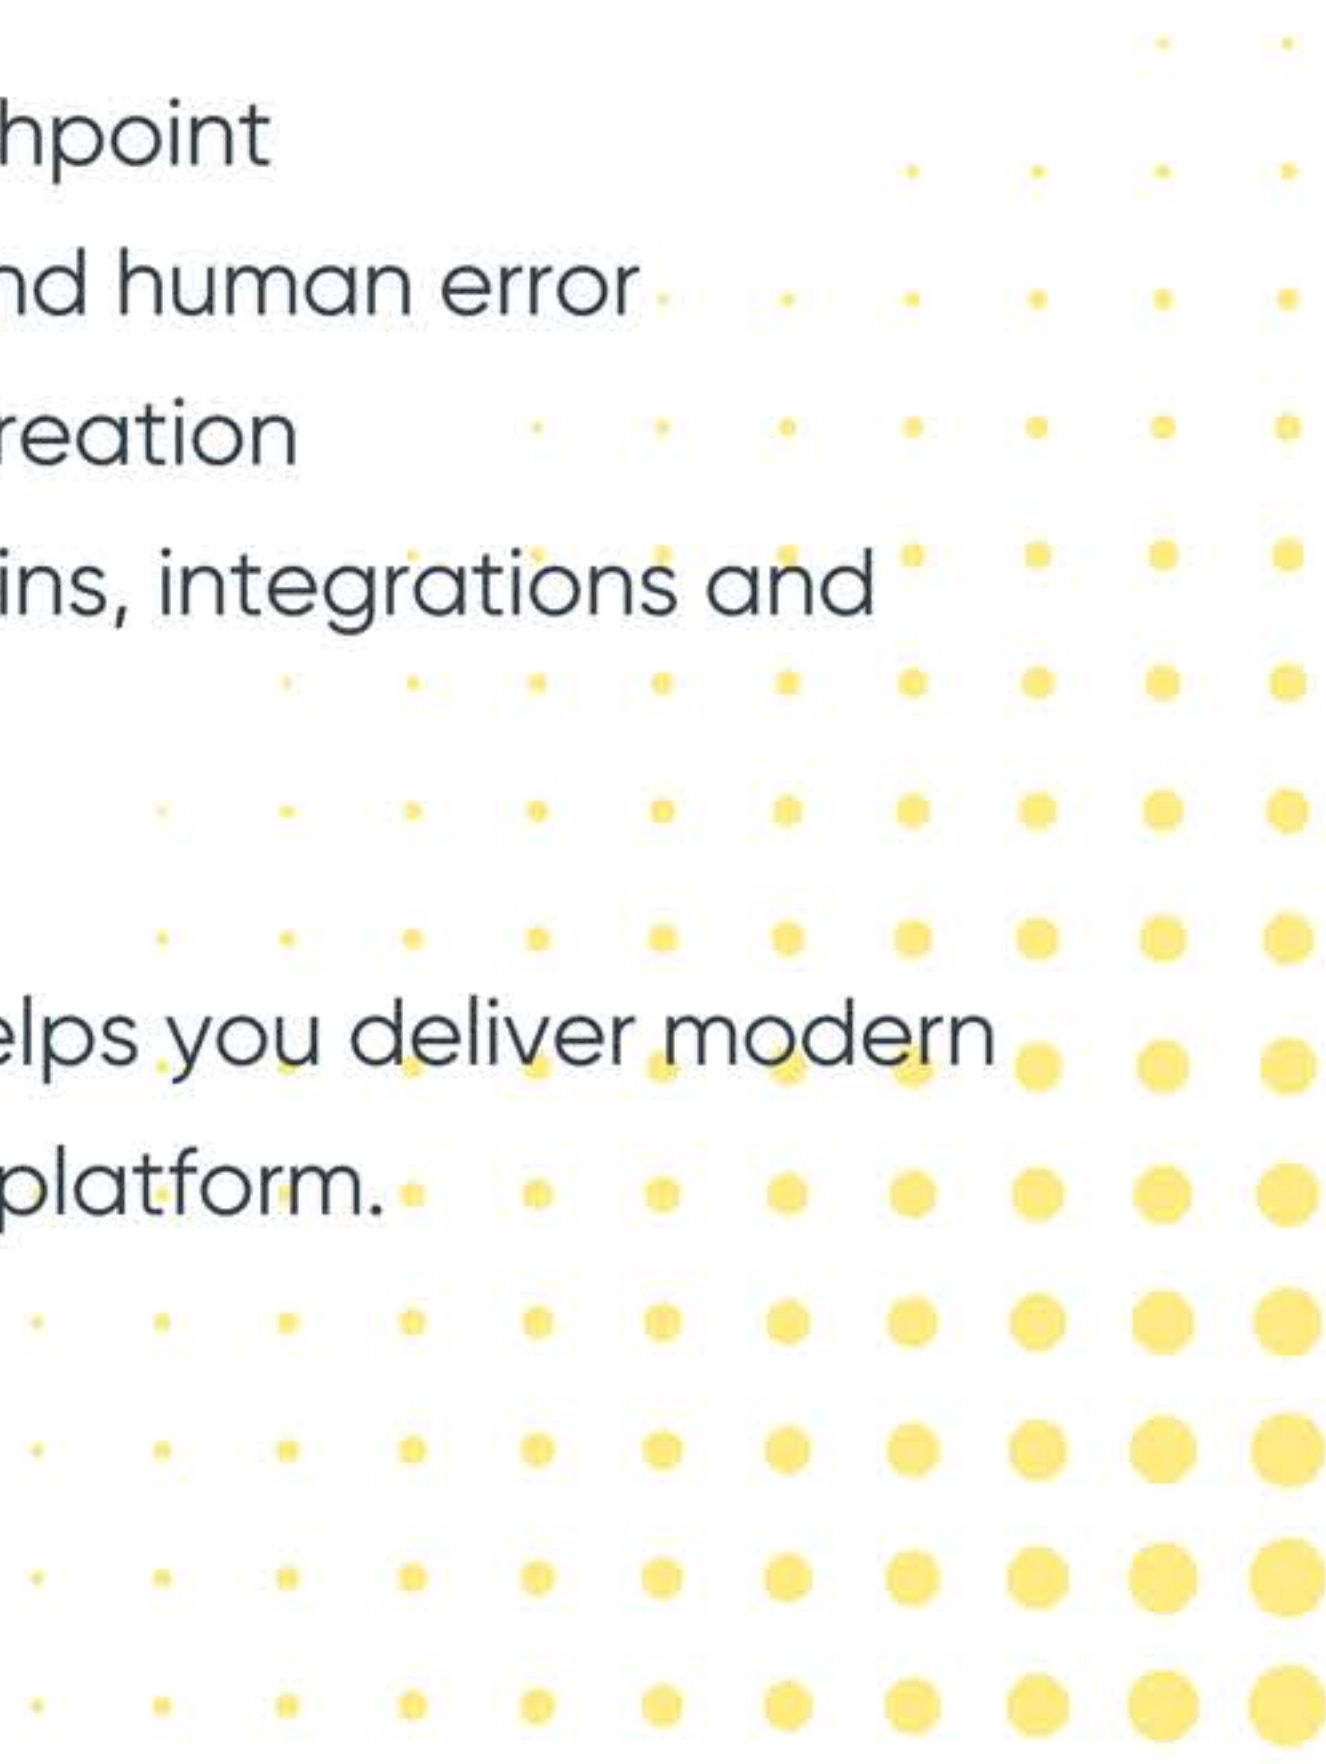 hpoint
nd human error
reation
ins, integrations and
elps you deliver modern
platform.